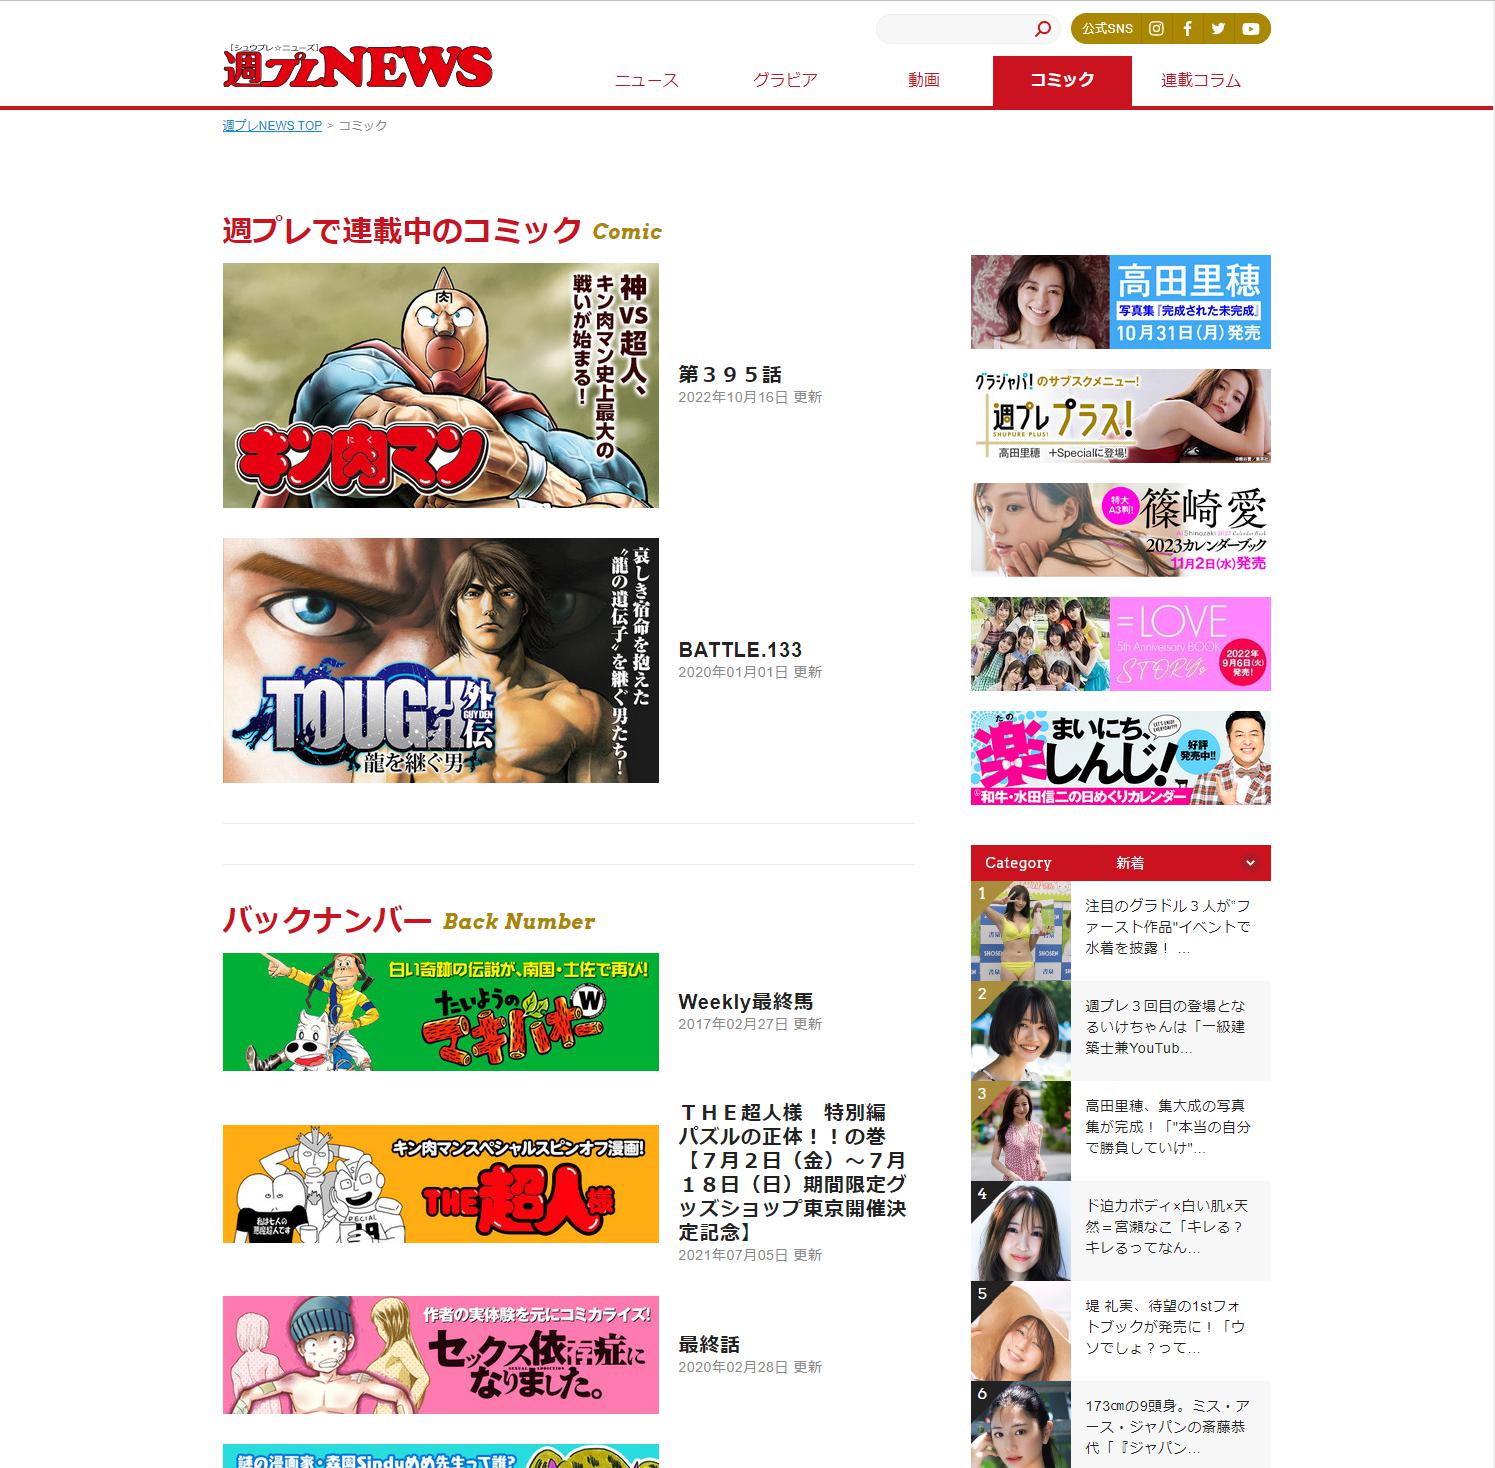 [シュウプレ☆ニューズ]
週プレNEWS
公式SNS
ニュース
グラビア
動画
コミック
連載コラム
週プレNEWS TOP > コミック
週プレで連載中のコミック Comic
神VS超人、
キン肉マン史上最大の
戦いが始まる!
肉
にく
キン肉マン
第３９５話
2022年10月16日 更新
哀しき宿命を抱えた
“龍の遺伝子”を継ぐ男たち!
TOUGH外伝
GUY DEN
龍を継ぐ男
BATTLE.133
2020年01月01日 更新
バックナンバー Back Number
白い奇跡の伝説が、南国・土佐で再び!
たいようの
マキバオー
W
Weekly最終馬
2017年02月27日 更新
キン肉マンスペシャルスピンオフ漫画!
THE超人様
私は七人の
悪魔超人です
PECIAL
ＴＨＥ超人様　特別編
パズルの正体！！の巻
【７月２日（金）～７月
１８日（日）期間限定グ
ッズショップ東京開催決
定記念】
2021年07月05日 更新
作者の実体験を元にコミカライズ!
セックス依存症に
SEXUAL ADDICTION
なりました。
最終話
2020年02月28日 更新
謎の漫画家・森園Sinduめめ先生って誰?
高田里穂
写真集『完成された未完成』
10月31日(月)発売
グラジャパ!のサブスクメニュー!
週プレ プラス!
SHUPURE PLUS!
高田里穂 +Specialに登場!
特大
A3判!
篠崎愛
Ai Shinozaki 2023 Calendar Book
2023カレンダーブック
11月2日(水)発売
=LOVE
5th Anniversary BOOK
STORYs
2022年
9月6日(火)
発売!
たの
楽しんじ!
まいにち、
LET'S ENJOY
EVERYDAY!!!
好評
発売中!!
和牛・水田信二の日めくりカレンダー
Category
新着
1
SHOSEN
書泉
注目のグラドル３人が“フ
ァースト作品”イベントで
水着を披露！ ...
2
週プレ３回目の登場とな
るいけちゃんは「一級建
築士兼YouTub...
3
高田里穂、集大成の写真
集が完成！「“本当の自分
で勝負していけ”...
4
ド迫力ボディ×白い肌×天
然＝宮瀬なこ「キレる？
キレるってなん...
5
堤 礼実、待望の1stフォ
トブックが発売に！「ウ
ソでしょ？って...
6
173㎝の9頭身。ミス・ア
ース・ジャパンの斎藤恭
代「『ジャパン...